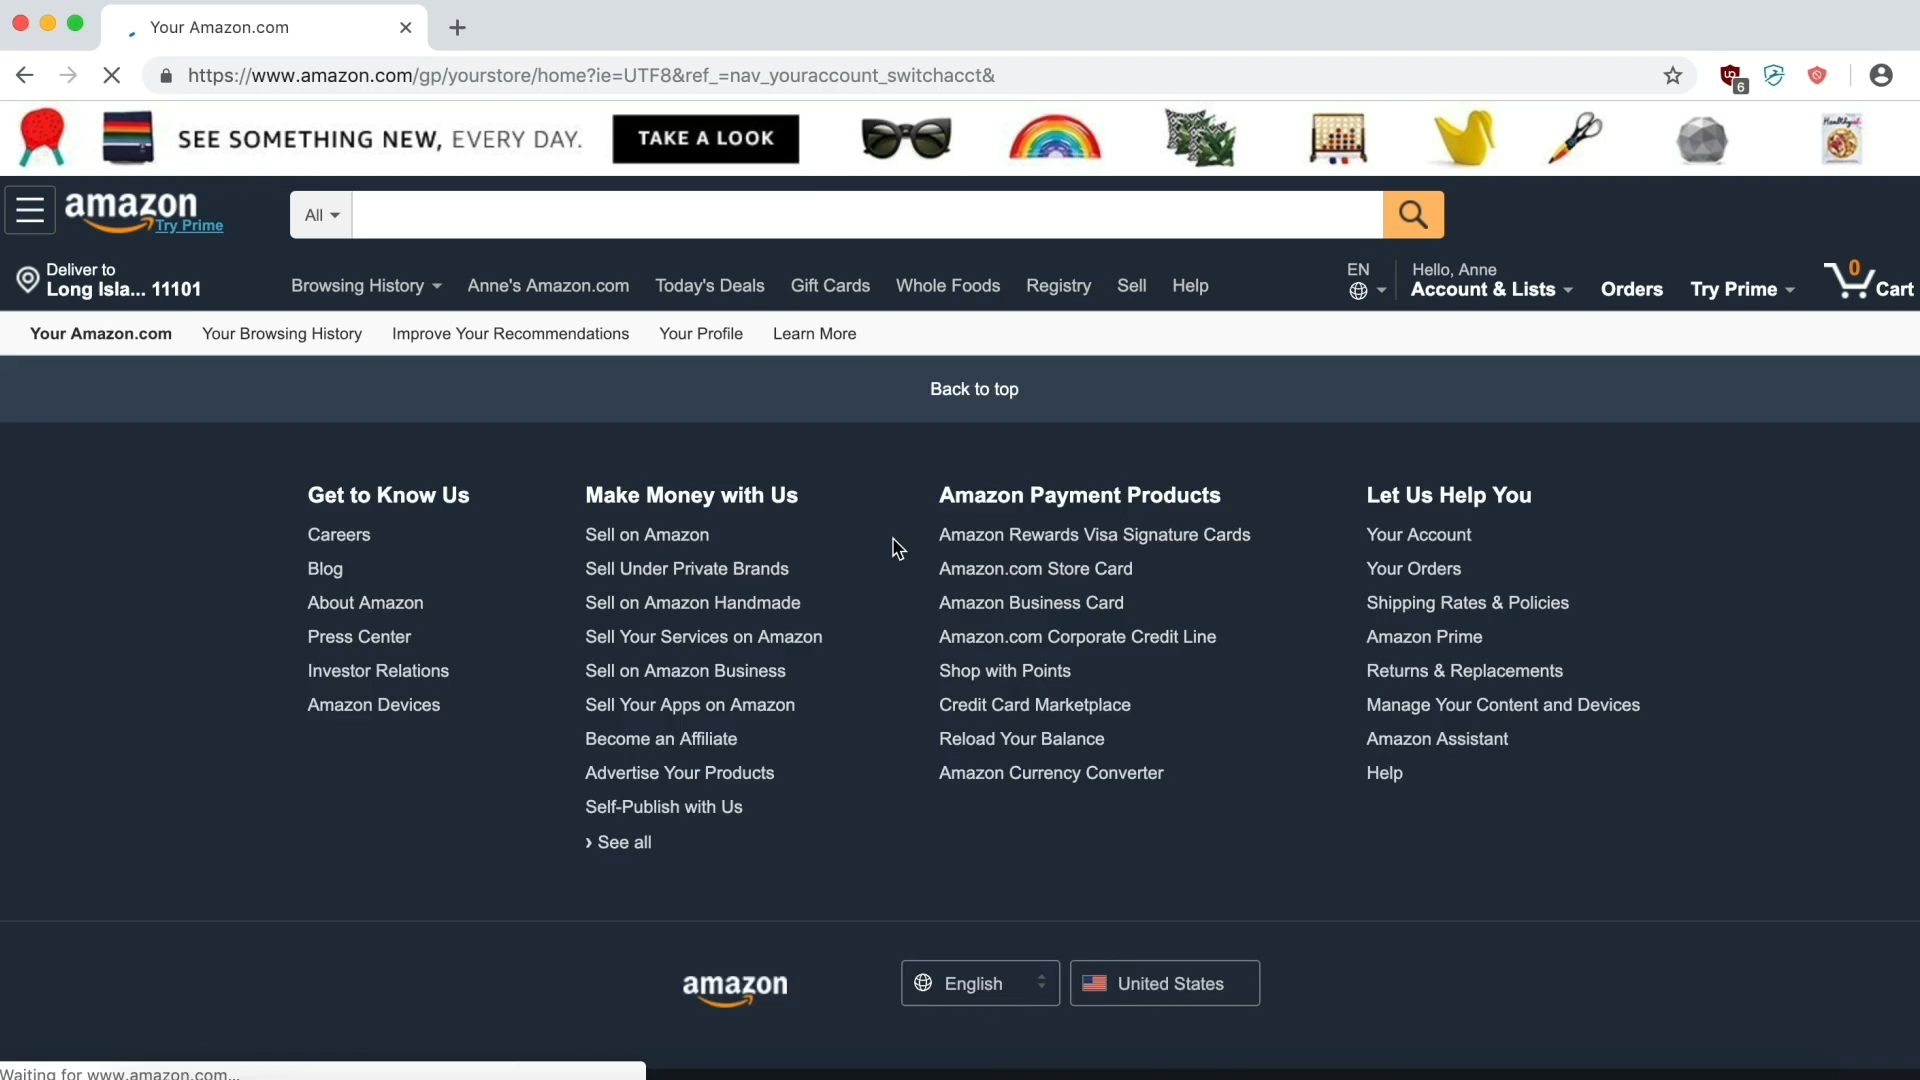 Your Amazon.com
https://www.amazon.com/gp/yourstore/home?ie=UTF8&ref_=nav_youraccount_switchacct&
6
SEE SOMETHING NEW, EVERY DAY. TAKE A LOOK
amazon
Try Prime
All
Deliver to
Long Isla... 11101
Browsing History Anne's Amazon.com Today's Deals Gift Cards Whole Foods Registry Sell Help
EN
Hello, Anne
Account & Lists
Orders
Try Prime
0
Cart
Your Amazon.com Your Browsing History Improve Your Recommendations Your Profile Learn More
Back to top
Get to Know Us
Careers
Blog
About Amazon
Press Center
Investor Relations
Amazon Devices
Make Money with Us
Sell on Amazon
Sell Under Private Brands
Sell on Amazon Handmade
Sell Your Services on Amazon
Sell on Amazon Business
Sell Your Apps on Amazon
Become an Affiliate
Advertise Your Products
Self-Publish with Us
› See all
Amazon Payment Products
Amazon Rewards Visa Signature Cards
Amazon.com Store Card
Amazon Business Card
Amazon.com Corporate Credit Line
Shop with Points
Credit Card Marketplace
Reload Your Balance
Amazon Currency Converter
Let Us Help You
Your Account
Your Orders
Shipping Rates & Policies
Amazon Prime
Returns & Replacements
Manage Your Content and Devices
Amazon Assistant
Help
amazon
English
United States
Waiting for www.amazon.com...